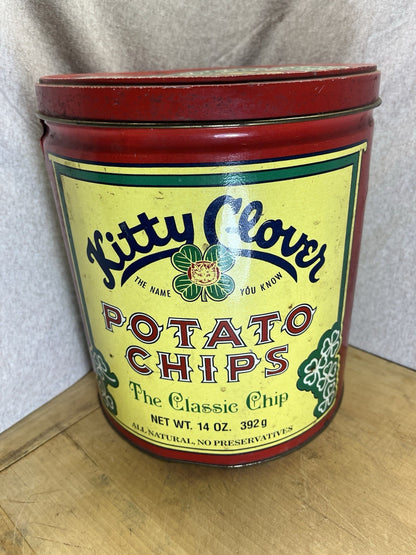 Kitty Clover
THE NAME YOU KNOW
POTATO
CHIPS
The Classic Chip
NET WT. 14 OZ. 392g
ALL NATURAL, NO PRESERVATIVES